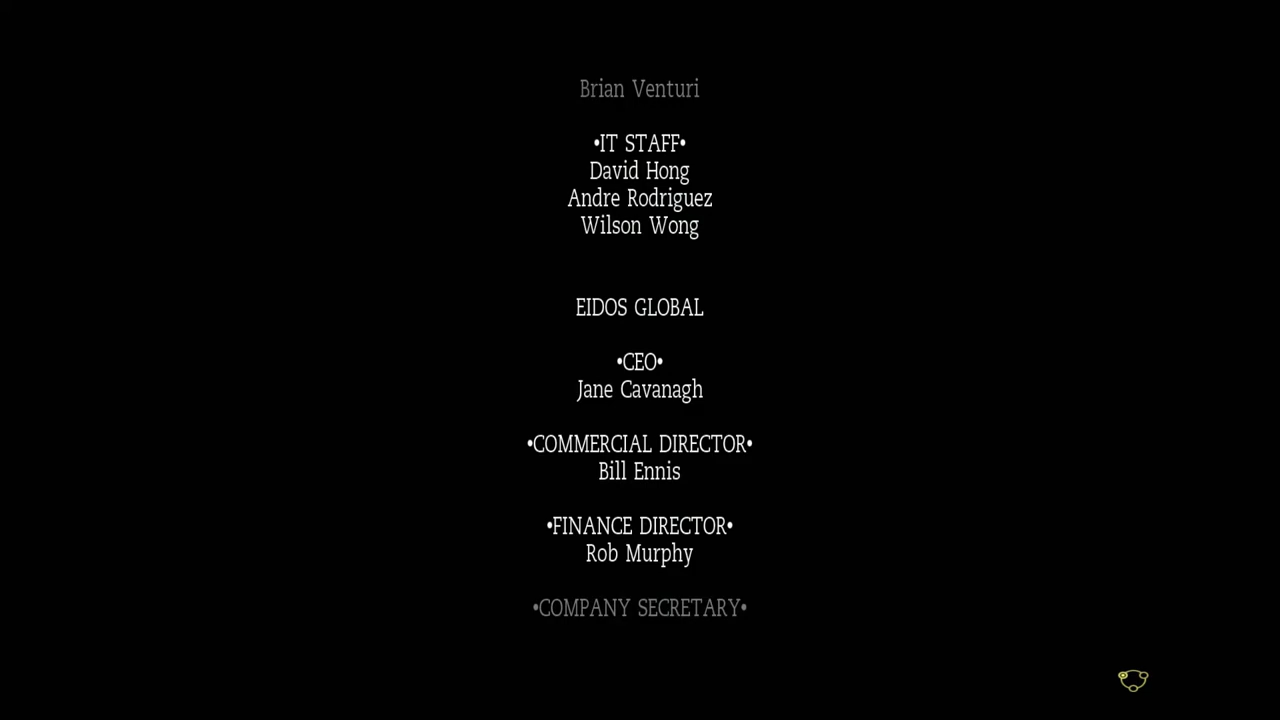 Brian Venturi
•IT STAFF•
David Hong
Andre Rodriguez
Wilson Wong
EIDOS GLOBAL
•CEO•
Jane Cavanagh
•COMMERCIAL DIRECTOR•
Bill Ennis
•FINANCE DIRECTOR•
Rob Murphy
•COMPANY SECRETARY•